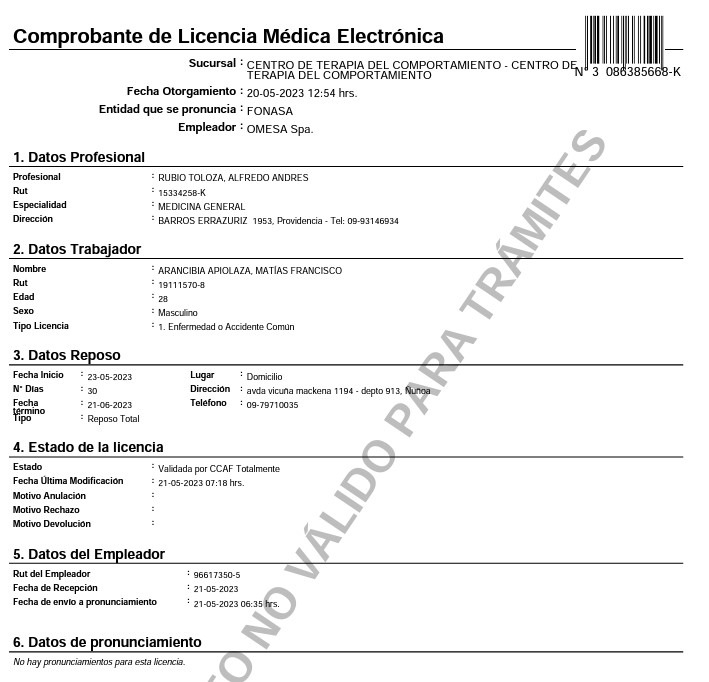 Comprobante de Licencia Médica Electrónica
N° 3 086385668-K
Sucursal : CENTRO DE TERAPIA DEL COMPORTAMIENTO - CENTRO DE
TERAPIA DEL COMPORTAMIENTO
Fecha Otorgamiento : 20-05-2023 12:54 hrs.
Entidad que se pronuncia : FONASA
Empleador : OMESA Spa.
1. Datos Profesional
Profesional : RUBIO TOLOZA, ALFREDO ANDRES
Rut : 15334258-K
Especialidad : MEDICINA GENERAL
Dirección : BARROS ERRAZURIZ 1953, Providencia - Tel: 09-93146934
2. Datos Trabajador
Nombre : ARANCIBIA APIOLAZA, MATÍAS FRANCISCO
Rut : 19111570-8
Edad : 28
Sexo : Masculino
Tipo Licencia : 1. Enfermedad o Accidente Común
3. Datos Reposo
Fecha Inicio : 23-05-2023 Lugar : Domicilio
N° Días : 30 Dirección : avda vicuña mackena 1194 - depto 913, Ñuñoa
Fecha término : 21-06-2023 Teléfono : 09-79710035
Tipo : Reposo Total
4. Estado de la licencia
Estado : Validada por CCAF Totalmente
Fecha Última Modificación : 21-05-2023 07:18 hrs.
Motivo Anulación :
Motivo Rechazo :
Motivo Devolución :
5. Datos del Empleador
Rut del Empleador : 96617350-5
Fecha de Recepción : 21-05-2023
Fecha de envío a pronunciamiento : 21-05-2023 06:35 hrs.
6. Datos de pronunciamiento
No hay pronunciamientos para esta licencia.
TO NO VÁLIDO PARA TRÁMITES